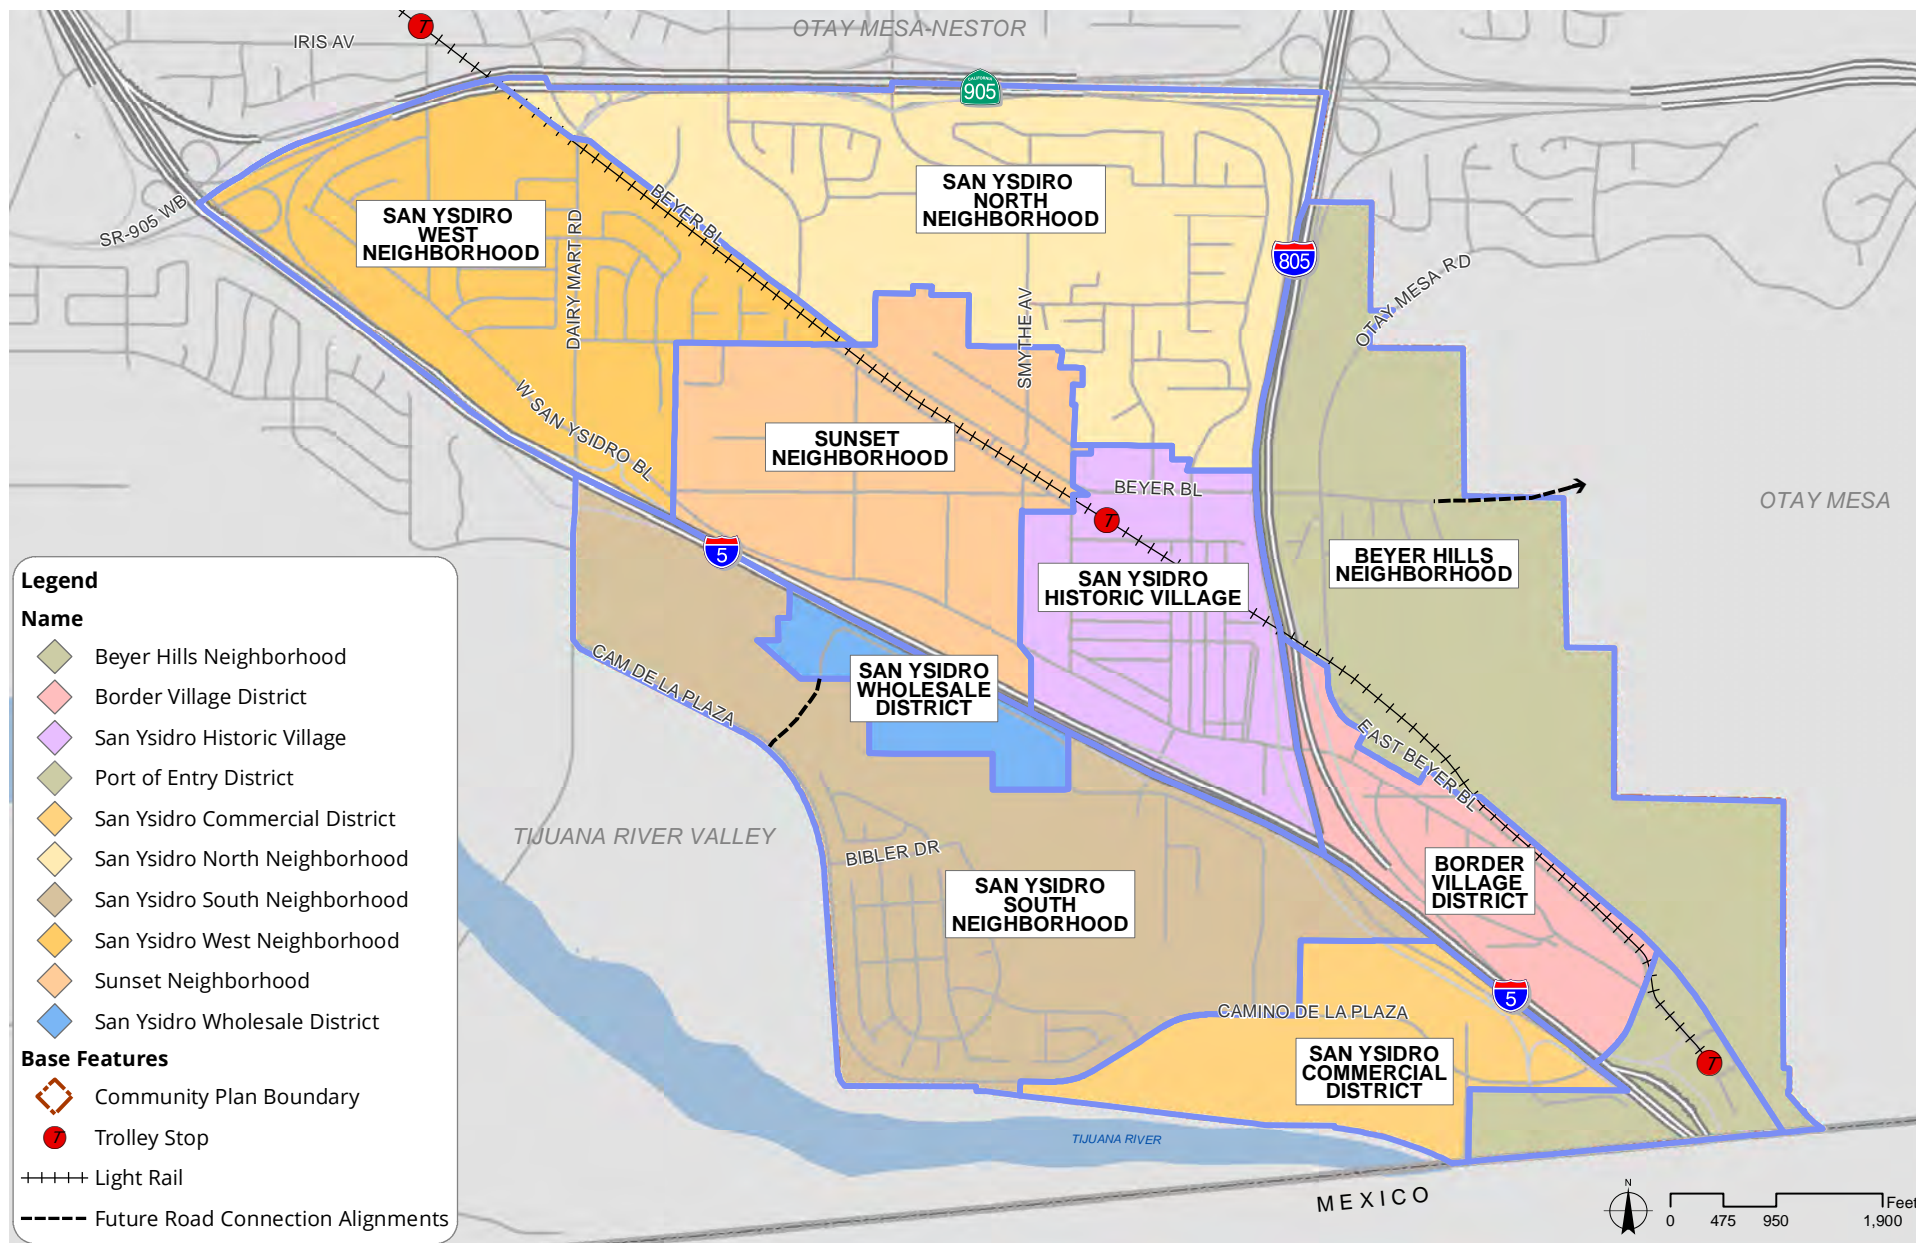 OTAY MESA-NESTOR
IRIS AV
T
CALIFORNIA
905
SR-905 WB
SAN YSDIRO
WEST
NEIGHBORHOOD
DAIRY MART RD
BEYER BL
SAN YSDIRO
NORTH
NEIGHBORHOOD
805
OTAY MESA RD
SMYTHE AV
W SAN YSIDRO BL
SUNSET
NEIGHBORHOOD
BEYER BL
T
OTAY MESA
5
BEYER HILLS
NEIGHBORHOOD
SAN YSIDRO
HISTORIC VILLAGE
CAM DE LA PLAZA
SAN YSIDRO
WHOLESALE
DISTRICT
EAST BEYER BL
TIJUANA RIVER VALLEY
BIBLER DR
SAN YSIDRO
SOUTH
NEIGHBORHOOD
BORDER
VILLAGE
DISTRICT
5
CAMINO DE LA PLAZA
SAN YSIDRO
COMMERCIAL
DISTRICT
T
TIJUANA RIVER
MEXICO
Legend
Name
Beyer Hills Neighborhood
Border Village District
San Ysidro Historic Village
Port of Entry District
San Ysidro Commercial District
San Ysidro North Neighborhood
San Ysidro South Neighborhood
San Ysidro West Neighborhood
Sunset Neighborhood
San Ysidro Wholesale District
Base Features
Community Plan Boundary
T Trolley Stop
Light Rail
Future Road Connection Alignments
N
Feet
0 475 950 1,900